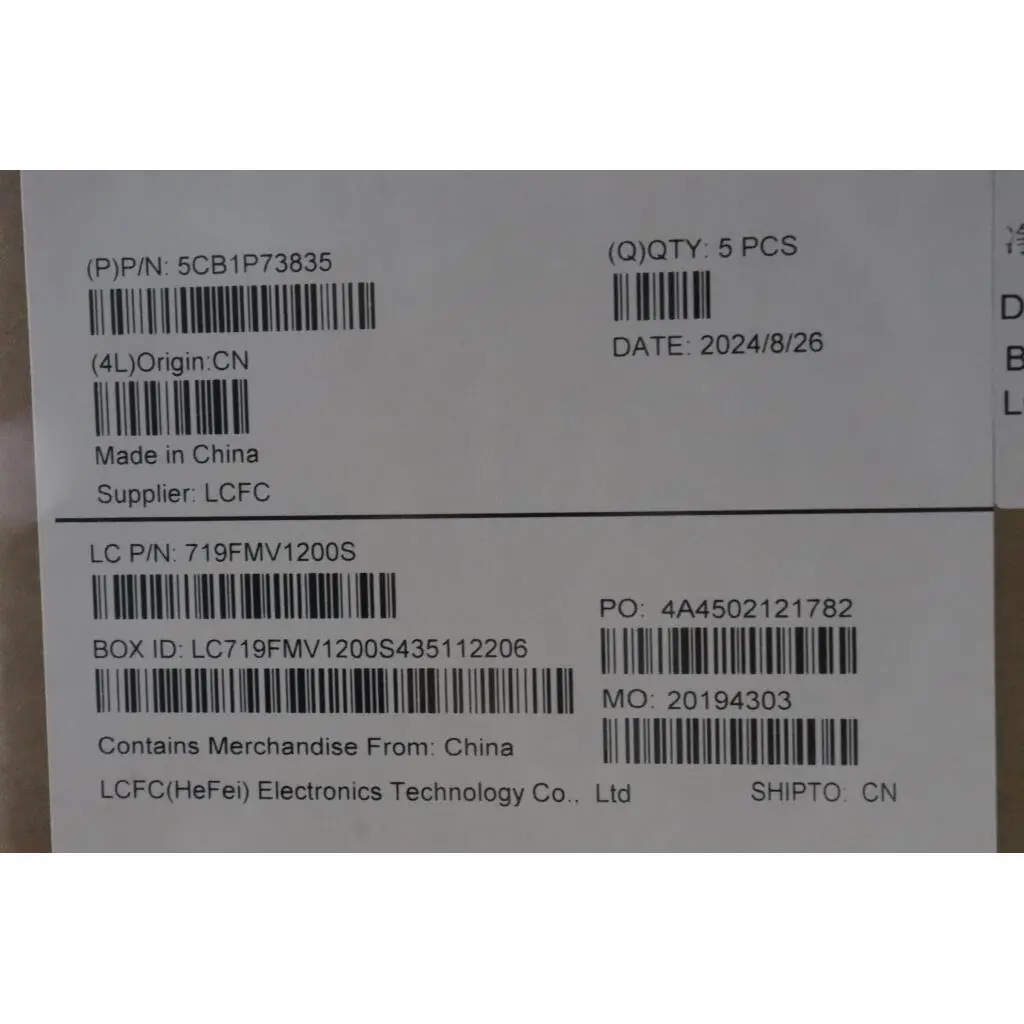 (P)P/N: 5CB1P73835
(Q)QTY: 5 PCS
(4L)Origin:CN
DATE: 2024/8/26
Made in China
Supplier: LCFC
LC P/N: 719FMV1200S
PO: 4A4502121782
BOX ID: LC719FMV1200S435112206
MO: 20194303
Contains Merchandise From: China
LCFC(HeFei) Electronics Technology Co., Ltd
SHIPTO: CN